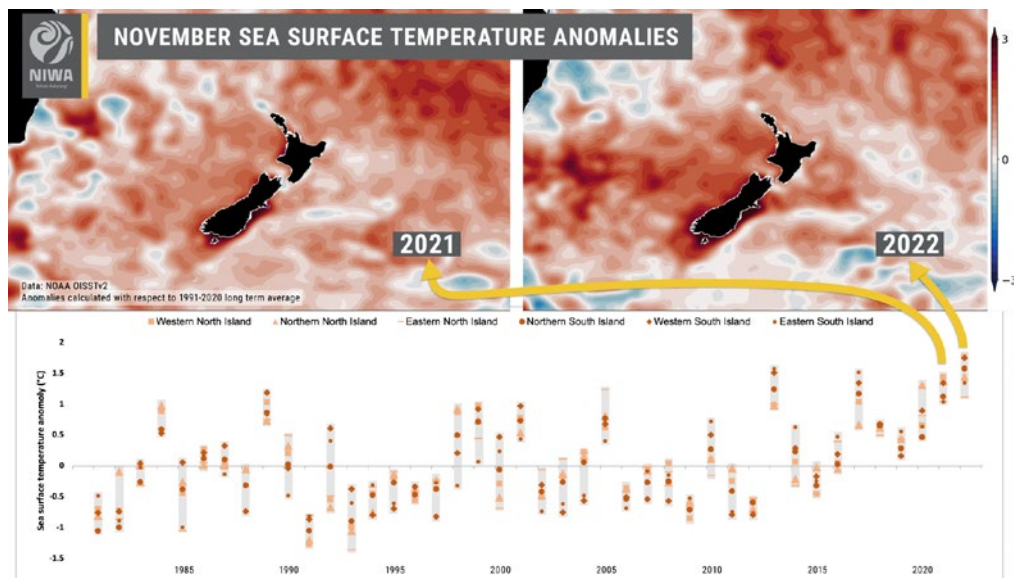 NOVEMBER SEA SURFACE TEMPERATURE ANOMALIES
NIWA
3
0
−3
2021
2022
Data: NOAA OISSTv2
Anomalies calculated with respect to 1991-2020 long term average
Western North Island Northern North Island Eastern North Island Northern South Island Western South Island Eastern South Island
Sea surface temperature anomoly (°C)
2
1.5
1
0.5
0
-0.5
-1
-1.5
1985 1990 1995 2000 2005 2010 2015 2020